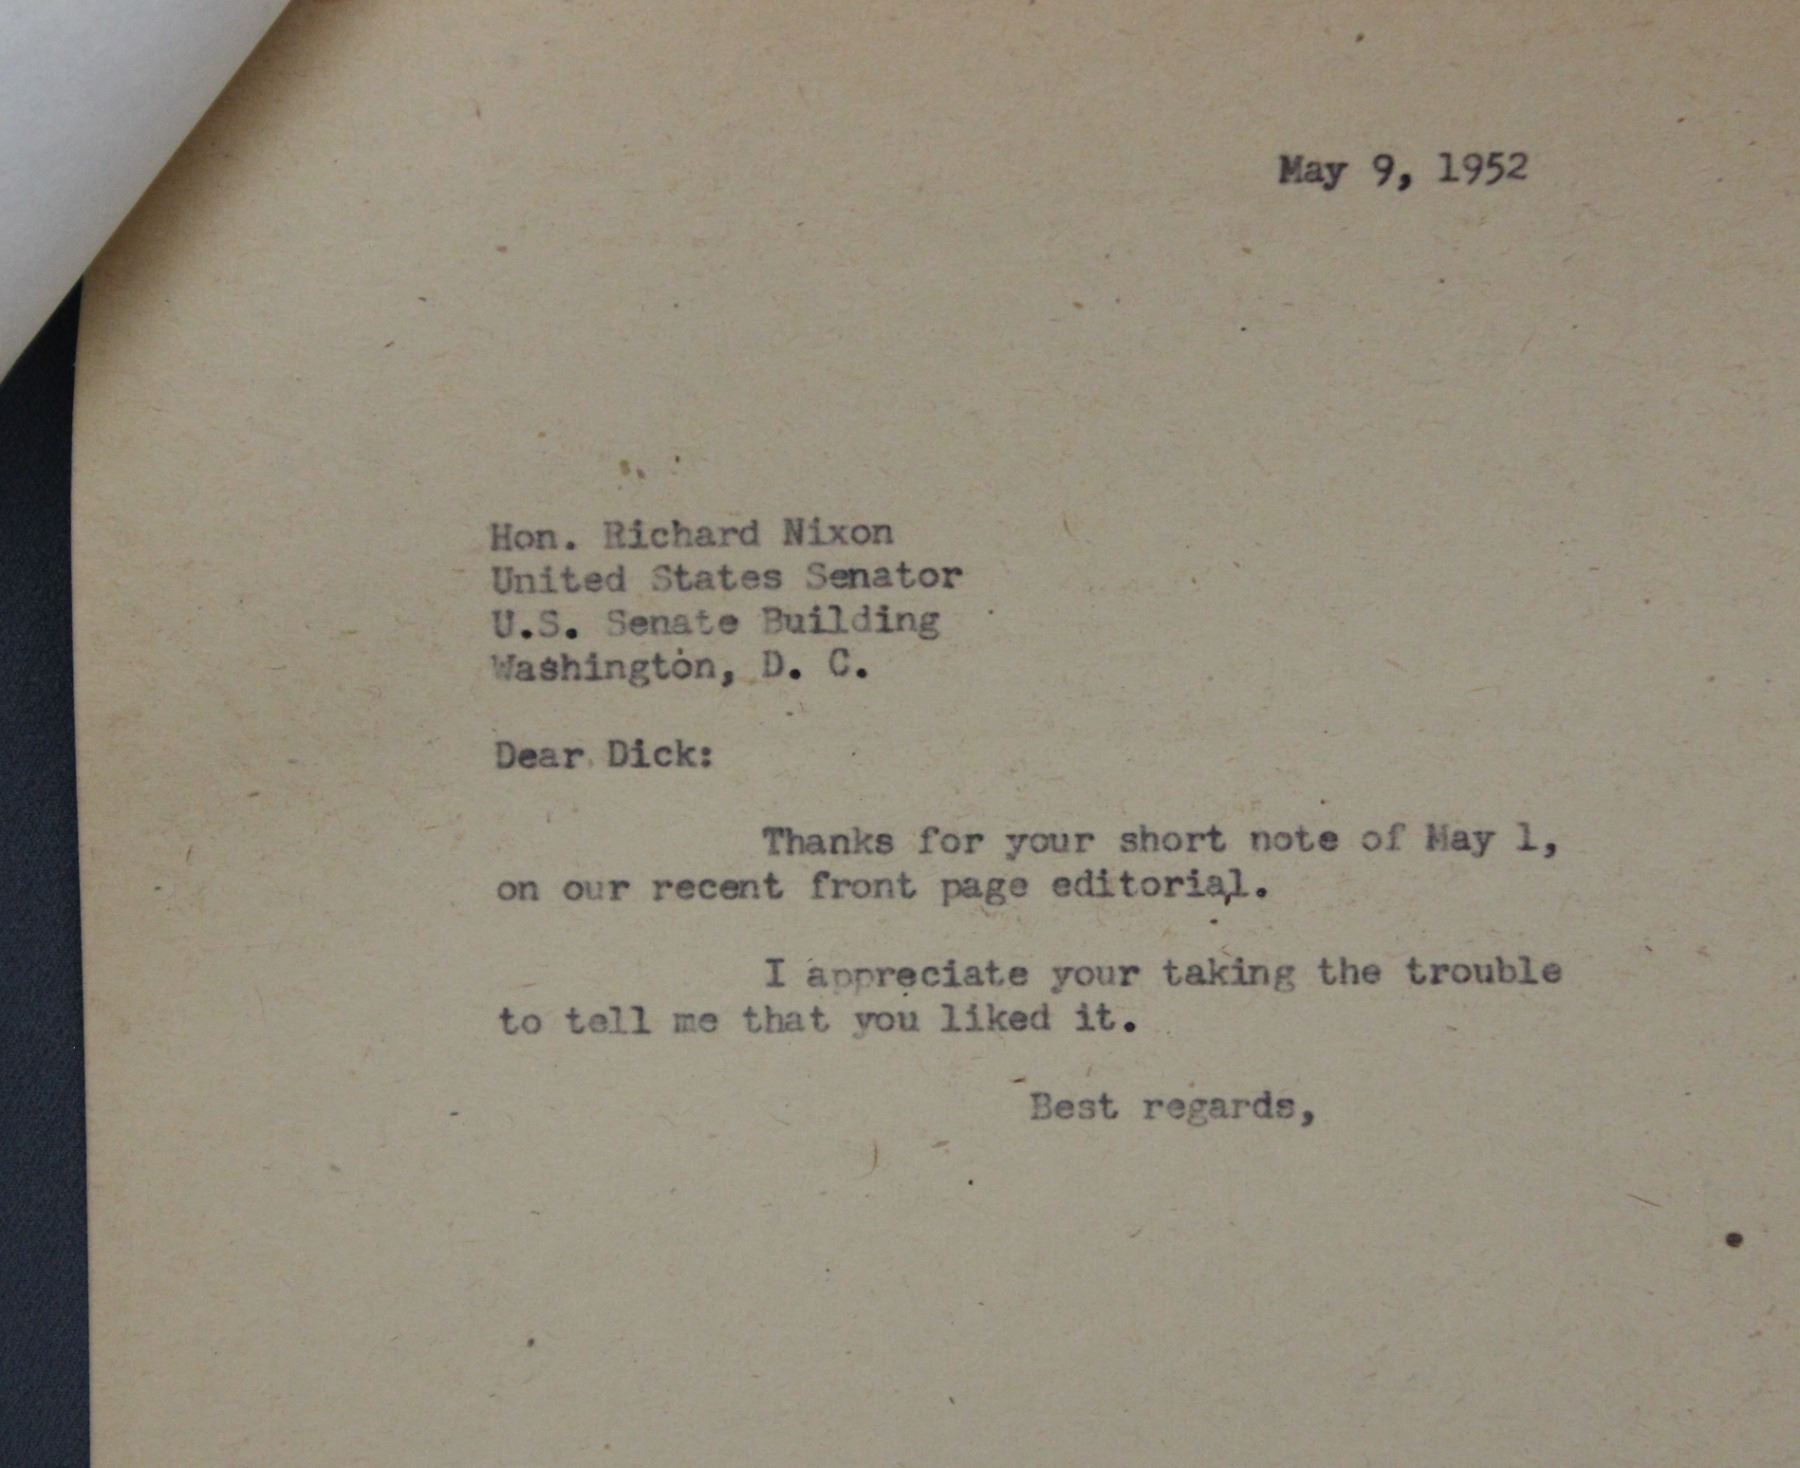 May 9, 1952
Hon. Richard Nixon
United States Senator
U.S. Senate Building
Washington, D. C.
Dear Dick:
Thanks for your short note of May 1,
on our recent front page editorial.
I appreciate your taking the trouble
to tell me that you liked it.
Best regards,